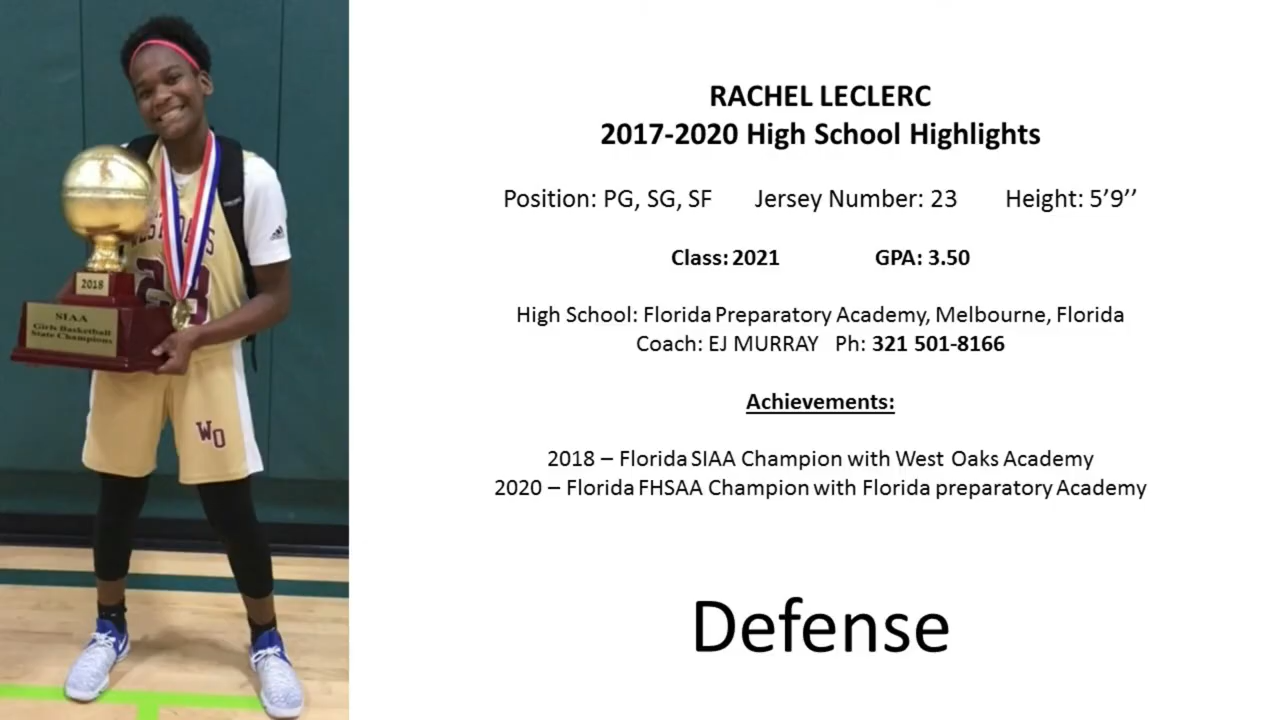 RACHEL LECLERC
2017-2020 High School Highlights
Position: PG, SG, SF Jersey Number: 23 Height: 5’9’’
Class: 2021 GPA: 3.50
High School: Florida Preparatory Academy, Melbourne, Florida
Coach: EJ MURRAY Ph: 321 501-8166
Achievements:
2018 – Florida SIAA Champion with West Oaks Academy
2020 – Florida FHSAA Champion with Florida preparatory Academy
Defense
2018
SIAA
Girls Basketball
State Champions
WO